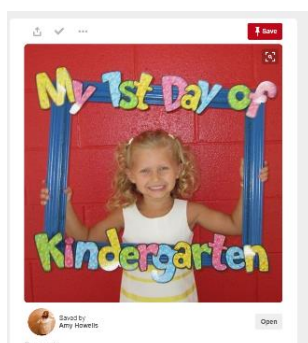 Save
My 1st Day of
Kindergarten
Saved by
Amy Howells
Open